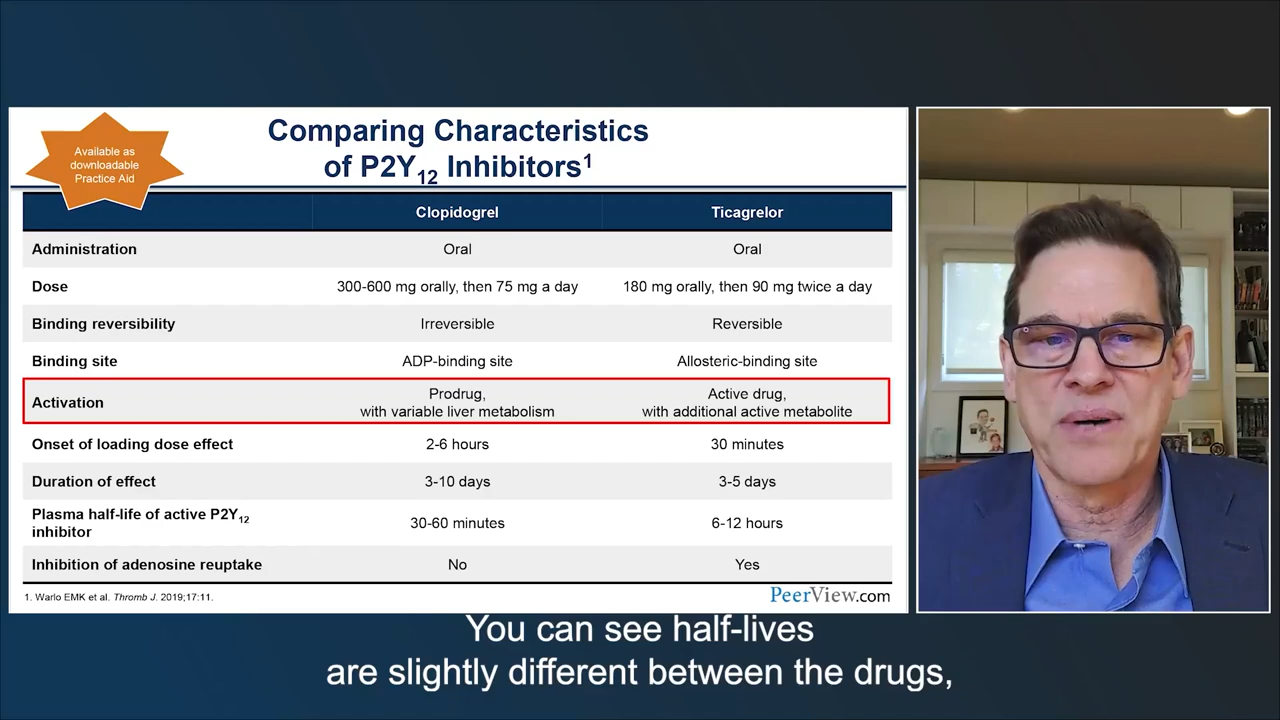 Available as
downloadable
Practice Aid
Comparing Characteristics
of P2Y12 Inhibitors1
Clopidogrel Ticagrelor
Administration Oral Oral
Dose 300-600 mg orally, then 75 mg a day 180 mg orally, then 90 mg twice a day
Binding reversibility Irreversible Reversible
Binding site ADP-binding site Allosteric-binding site
Activation Prodrug, with variable liver metabolism Active drug, with additional active metabolite
Onset of loading dose effect 2-6 hours 30 minutes
Duration of effect 3-10 days 3-5 days
Plasma half-life of active P2Y12 inhibitor 30-60 minutes 6-12 hours
Inhibition of adenosine reuptake No Yes
1. Warlo EMK et al. Thromb J. 2019;17:11.
PeerView.com
You can see half-lives
are slightly different between the drugs,